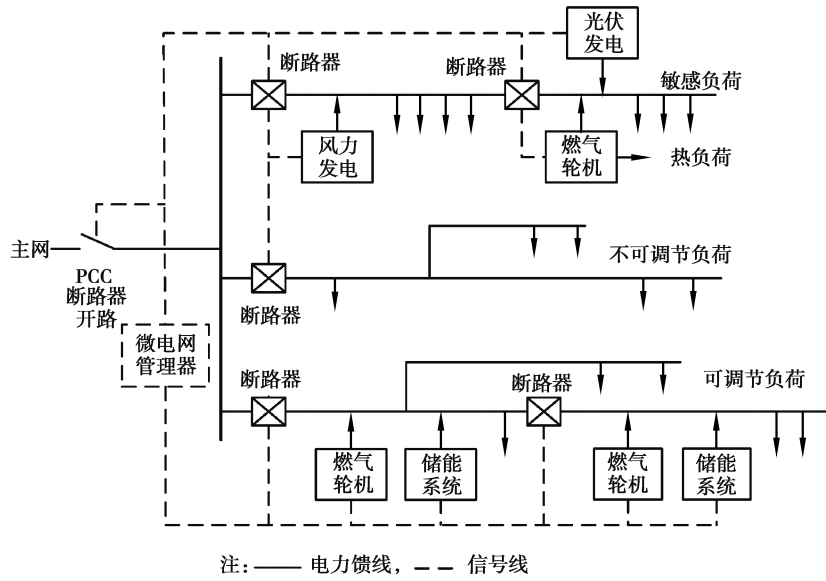 光伏
发电
断路器
断路器
敏感负荷
风力
发电
燃气
轮机
热负荷
主网
PCC
断路器
开路
不可调节负荷
断路器
微电网
管理器
断路器
断路器
可调节负荷
燃气
轮机
储能
系统
燃气
轮机
储能
系统
注: 电力馈线, 信号线